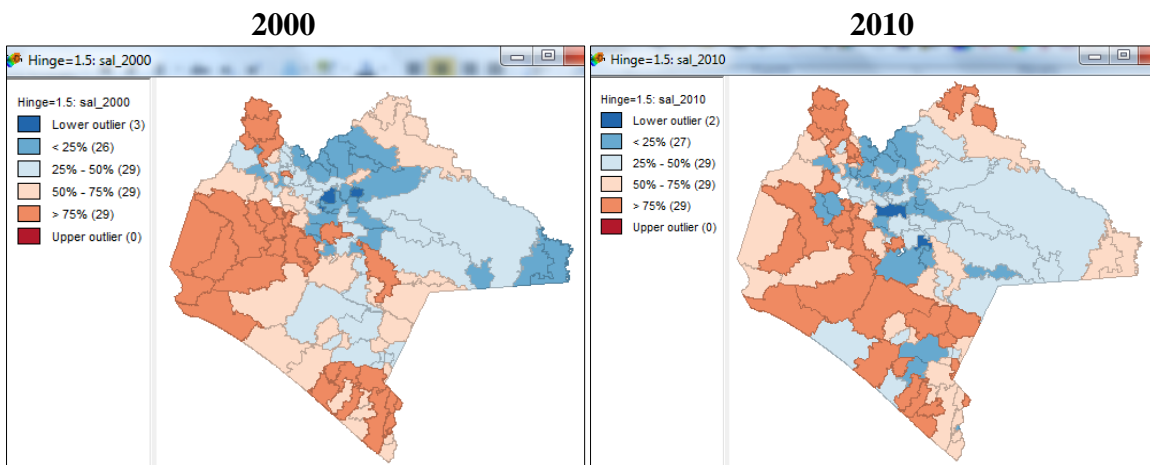 2000
2010
Hinge=1.5: sal_2000
Hinge=1.5: sal_2000
Lower outlier (3)
< 25% (26)
25% - 50% (29)
50% - 75% (29)
> 75% (29)
Upper outlier (0)
Hinge=1.5: sal_2010
Hinge=1.5: sal_2010
Lower outlier (2)
< 25% (27)
25% - 50% (29)
50% - 75% (29)
> 75% (29)
Upper outlier (0)